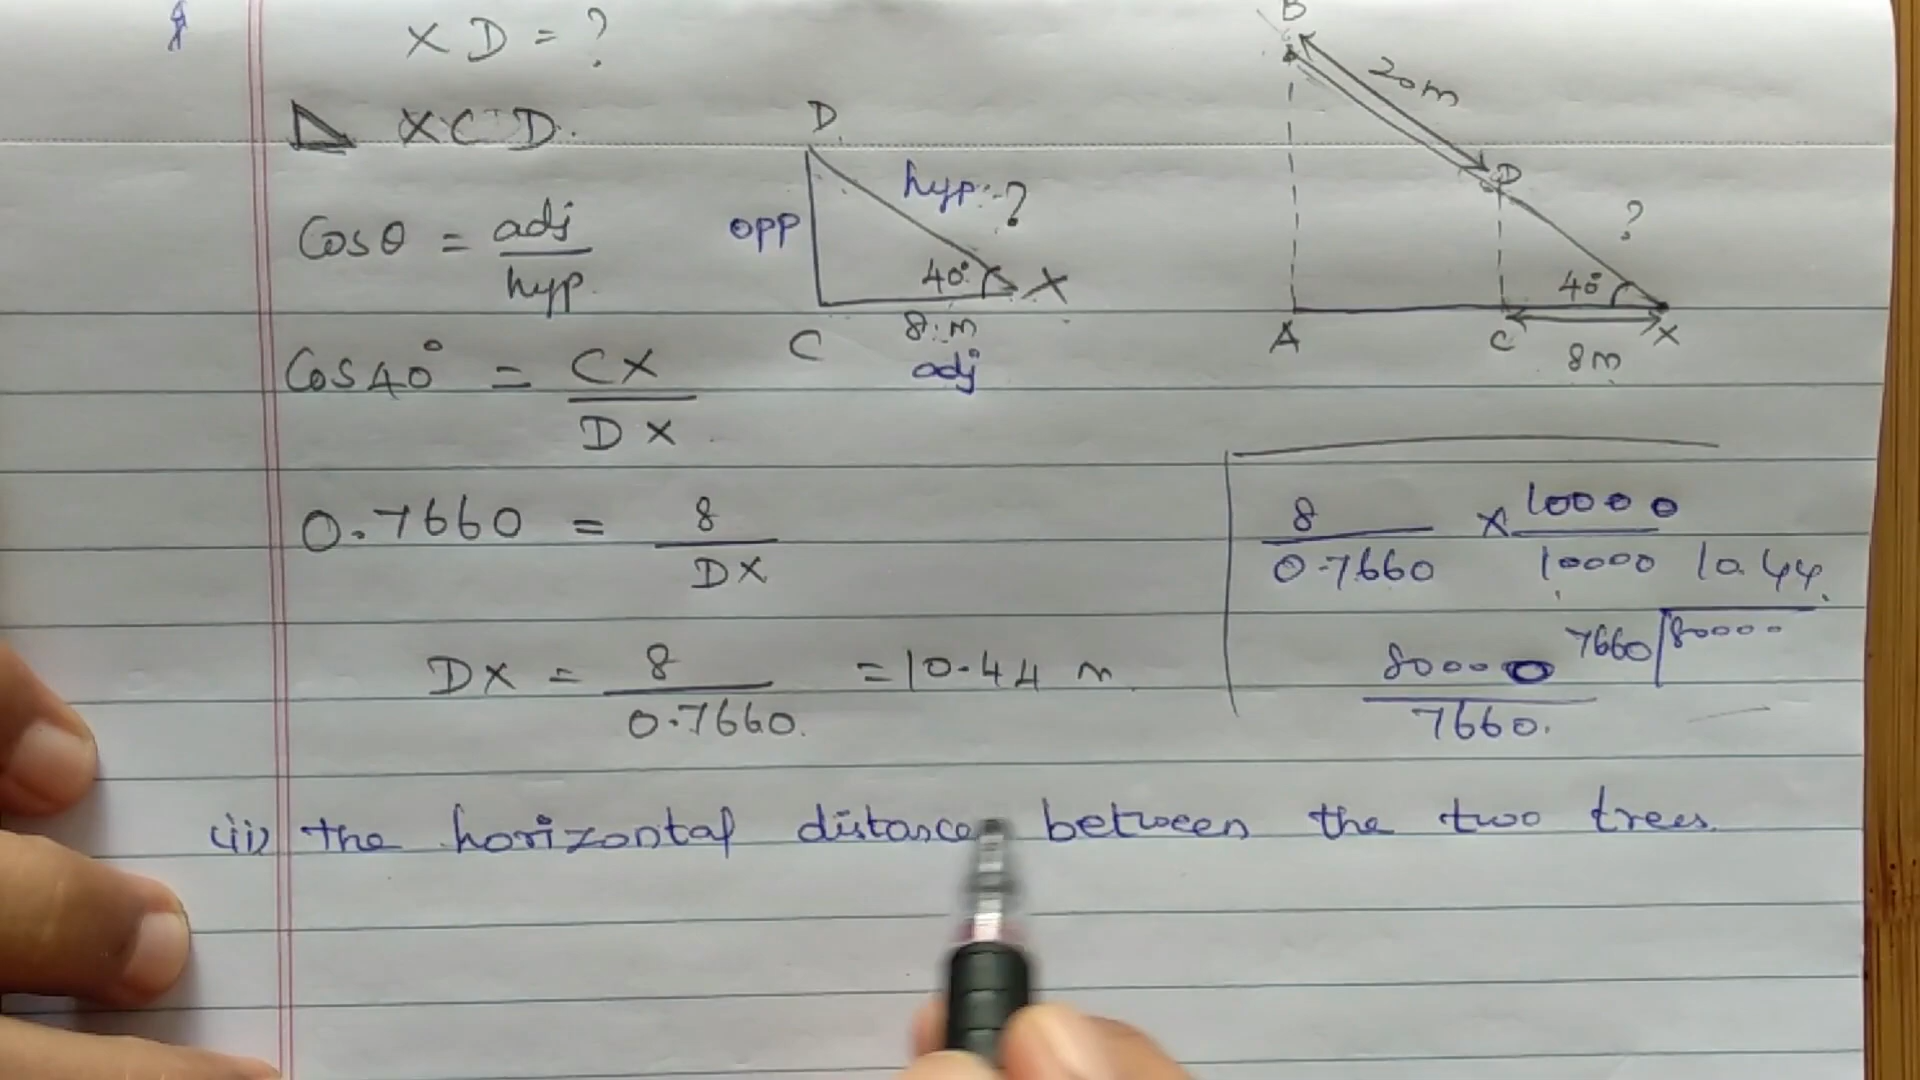 XD = ?
XCD.
Cosθ = adj / hyp.
Cos40° = CX / DX
0.7660 = 8 / DX
DX = 8 / 0.7660. = 10.44 m
D
opp
hyp ?
40°
X
C
8 m
adj
B
20m
D
?
40°
A
C
X
8m
8 / 0.7660 × 10000 / 10000
10.44
7660 80000
80000 / 7660.
(ii) the horizontal distance between the two trees.